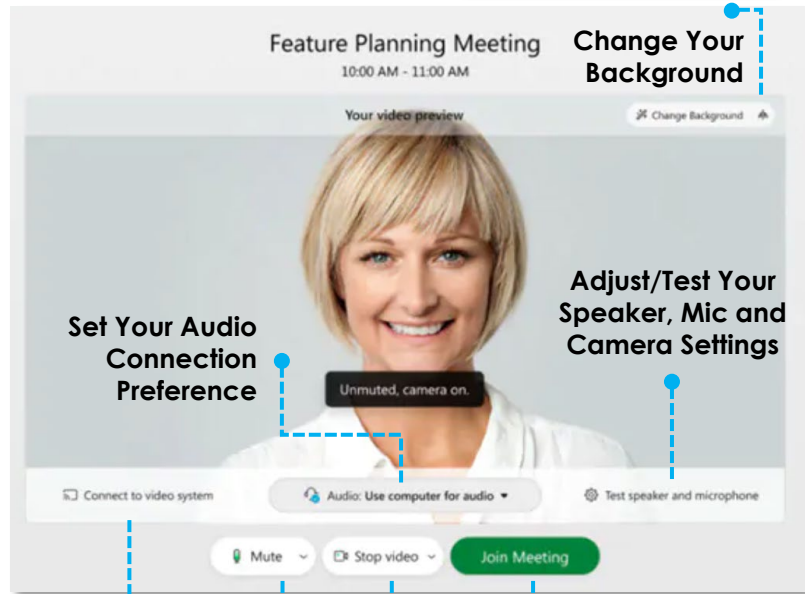 Feature Planning Meeting
10:00 AM - 11:00 AM
Change Your
Background
Your video preview
Change Background
Adjust/Test Your
Speaker, Mic and
Camera Settings
Set Your Audio
Connection
Preference
Unmuted, camera on.
Connect to video system
Audio: Use computer for audio
Test speaker and microphone
Mute
Stop video
Join Meeting